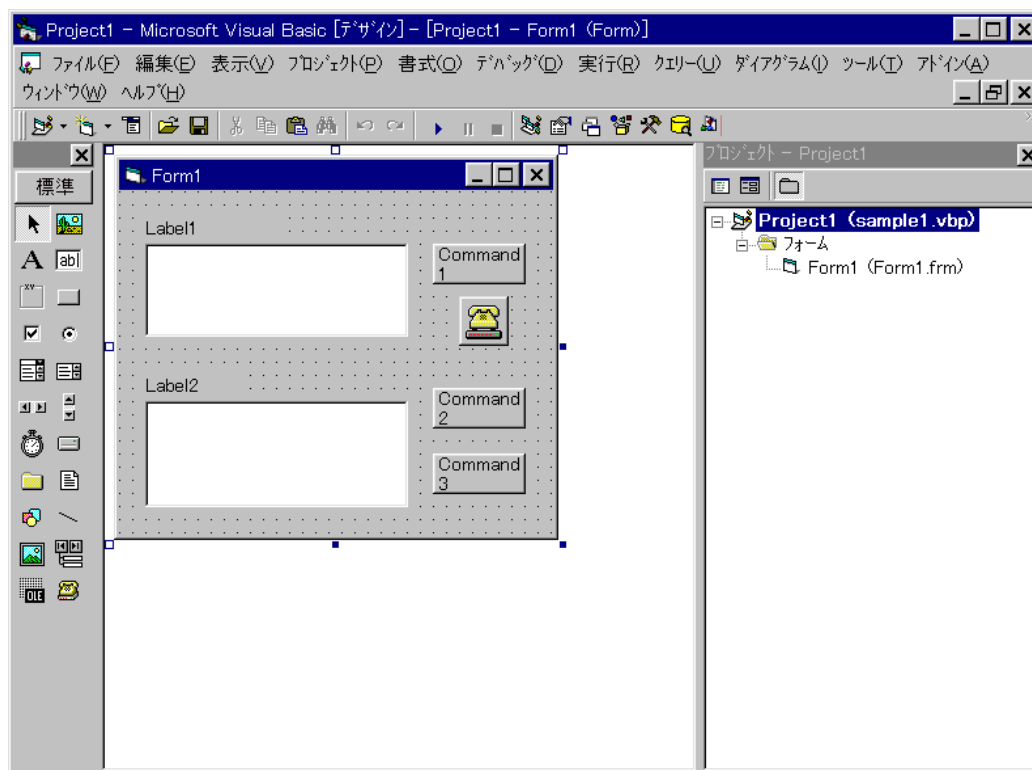 Project1 - Microsoft Visual Basic [ﾃﾞｻﾞｲﾝ] - [Project1 - Form1 (Form)]
ﾌｧｲﾙ(F) 編集(E) 表示(V) ﾌﾟﾛｼﾞｪｸﾄ(P) 書式(O) ﾃﾞﾊﾞｯｸﾞ(D) 実行(R) ｸｴﾘｰ(U) ﾀﾞｲｱｸﾞﾗﾑ(I) ﾂｰﾙ(T) ｱﾄﾞｲﾝ(A)
ｳｨﾝﾄﾞｳ(W) ﾍﾙﾌﾟ(H)
標準
A
ab|
XY
OLE
Form1
Label1
Command
1
Label2
Command
2
Command
3
ﾌﾟﾛｼﾞｪｸﾄ - Project1
Project1 (sample1.vbp)
ﾌｫｰﾑ
Form1 (Form1.frm)